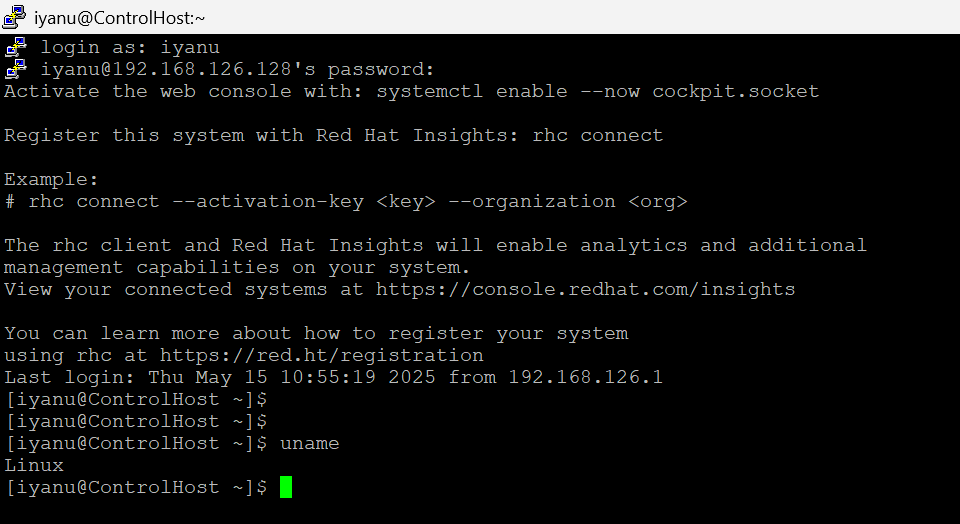 iyanu@ControlHost:~
login as: iyanu
iyanu@192.168.126.128's password:
Activate the web console with: systemctl enable --now cockpit.socket
Register this system with Red Hat Insights: rhc connect
Example:
# rhc connect --activation-key <key> --organization <org>
The rhc client and Red Hat Insights will enable analytics and additional
management capabilities on your system.
View your connected systems at https://console.redhat.com/insights
You can learn more about how to register your system
using rhc at https://red.ht/registration
Last login: Thu May 15 10:55:19 2025 from 192.168.126.1
[iyanu@ControlHost ~]$
[iyanu@ControlHost ~]$
[iyanu@ControlHost ~]$ uname
Linux
[iyanu@ControlHost ~]$